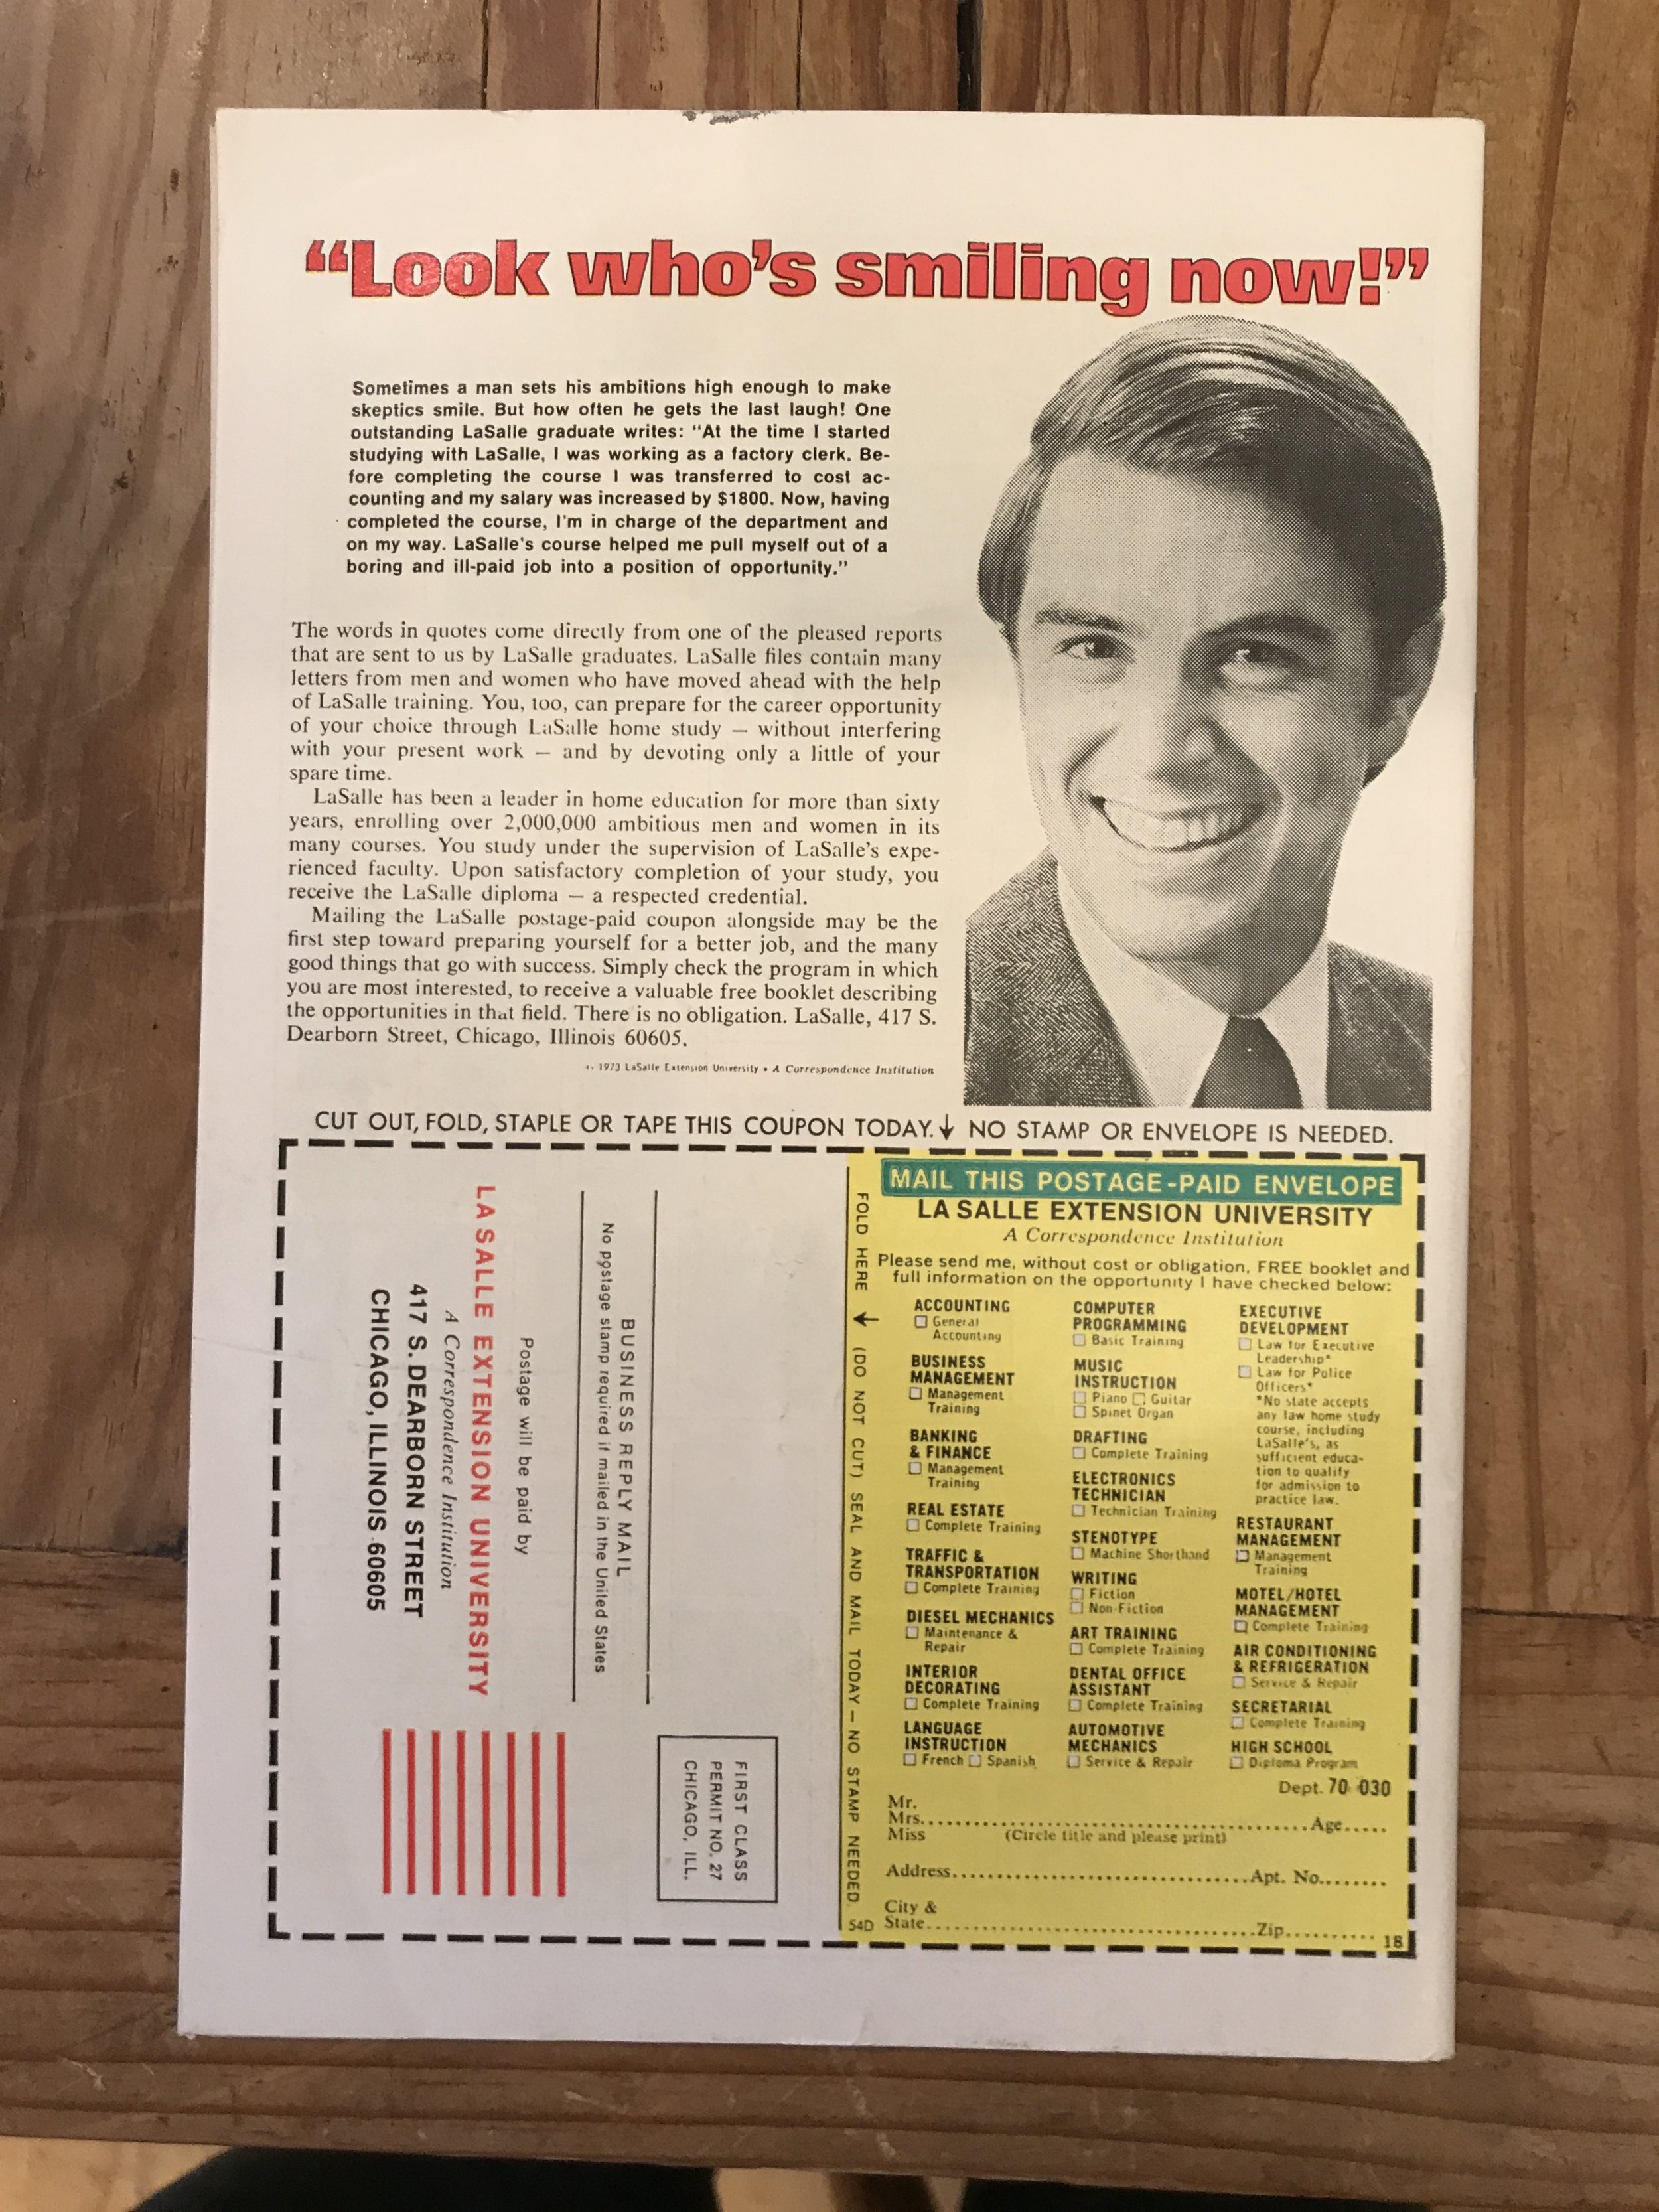 “Look who’s smiling now!”
Sometimes a man sets his ambitions high enough to make
skeptics smile. But how often he gets the last laugh! One
outstanding LaSalle graduate writes: “At the time I started
studying with LaSalle, I was working as a factory clerk. Be-
fore completing the course I was transferred to cost ac-
counting and my salary was increased by $1800. Now, having
completed the course, I'm in charge of the department and
on my way. LaSalle's course helped me pull myself out of a
boring and ill-paid job into a position of opportunity.”
The words in quotes come directly from one of the pleased reports
that are sent to us by LaSalle graduates. LaSalle files contain many
letters from men and women who have moved ahead with the help
of LaSalle training. You, too, can prepare for the career opportunity
of your choice through LaSalle home study — without interfering
with your present work — and by devoting only a little of your
spare time.
LaSalle has been a leader in home education for more than sixty
years, enrolling over 2,000,000 ambitious men and women in its
many courses. You study under the supervision of LaSalle's expe-
rienced faculty. Upon satisfactory completion of your study, you
receive the LaSalle diploma — a respected credential.
Mailing the LaSalle postage-paid coupon alongside may be the
first step toward preparing yourself for a better job, and the many
good things that go with success. Simply check the program in which
you are most interested, to receive a valuable free booklet describing
the opportunities in that field. There is no obligation. LaSalle, 417 S.
Dearborn Street, Chicago, Illinois 60605.
1973 LaSalle Extension University • A Correspondence Institution
CUT OUT, FOLD, STAPLE OR TAPE THIS COUPON TODAY.↓ NO STAMP OR ENVELOPE IS NEEDED.
FIRST CLASS
PERMIT NO. 27
CHICAGO, ILL.
BUSINESS REPLY MAIL
No postage stamp required if mailed in the United States
Postage will be paid by
LASALLE EXTENSION UNIVERSITY
A Correspondence Institution
417 S. DEARBORN STREET
CHICAGO, ILLINOIS 60605
FOLD HERE ↓ (DO NOT CUT) SEAL AND MAIL TODAY — NO STAMP NEEDED.
MAIL THIS POSTAGE-PAID ENVELOPE
LA SALLE EXTENSION UNIVERSITY
A Correspondence Institution
Please send me, without cost or obligation, FREE booklet and
full information on the opportunity I have checked below:
ACCOUNTING
☐ General
Accounting
BUSINESS
MANAGEMENT
☐ Management
Training
BANKING
& FINANCE
☐ Management
Training
REAL ESTATE
☐ Complete Training
TRAFFIC &
TRANSPORTATION
☐ Complete Training
DIESEL MECHANICS
☐ Maintenance &
Repair
INTERIOR
DECORATING
☐ Complete Training
LANGUAGE
INSTRUCTION
☐ French ☐ Spanish
COMPUTER
PROGRAMMING
☐ Basic Training
MUSIC
INSTRUCTION
☐ Piano ☐ Guitar
☐ Spinet Organ
DRAFTING
☐ Complete Training
ELECTRONICS
TECHNICIAN
☐ Technician Training
STENOTYPE
☐ Machine Shorthand
WRITING
☐ Fiction
☐ Non-Fiction
ART TRAINING
☐ Complete Training
DENTAL OFFICE
ASSISTANT
☐ Complete Training
AUTOMOTIVE
MECHANICS
☐ Service & Repair
EXECUTIVE
DEVELOPMENT
☐ Law for Executive
Leadership*
☐ Law for Police
Officers*
*No state accepts
any law home study
course, including
LaSalle's, as
sufficient educa-
tion to qualify
for admission to
practice law.
RESTAURANT
MANAGEMENT
☐ Management
Training
MOTEL/HOTEL
MANAGEMENT
☐ Complete Training
AIR CONDITIONING
& REFRIGERATION
☐ Service & Repair
SECRETARIAL
☐ Complete Training
HIGH SCHOOL
☐ Diploma Program
Dept. 70 030
Mr.
Mrs. Age
Miss (Circle title and please print)
Address Apt. No.
City &
State Zip
54D
18